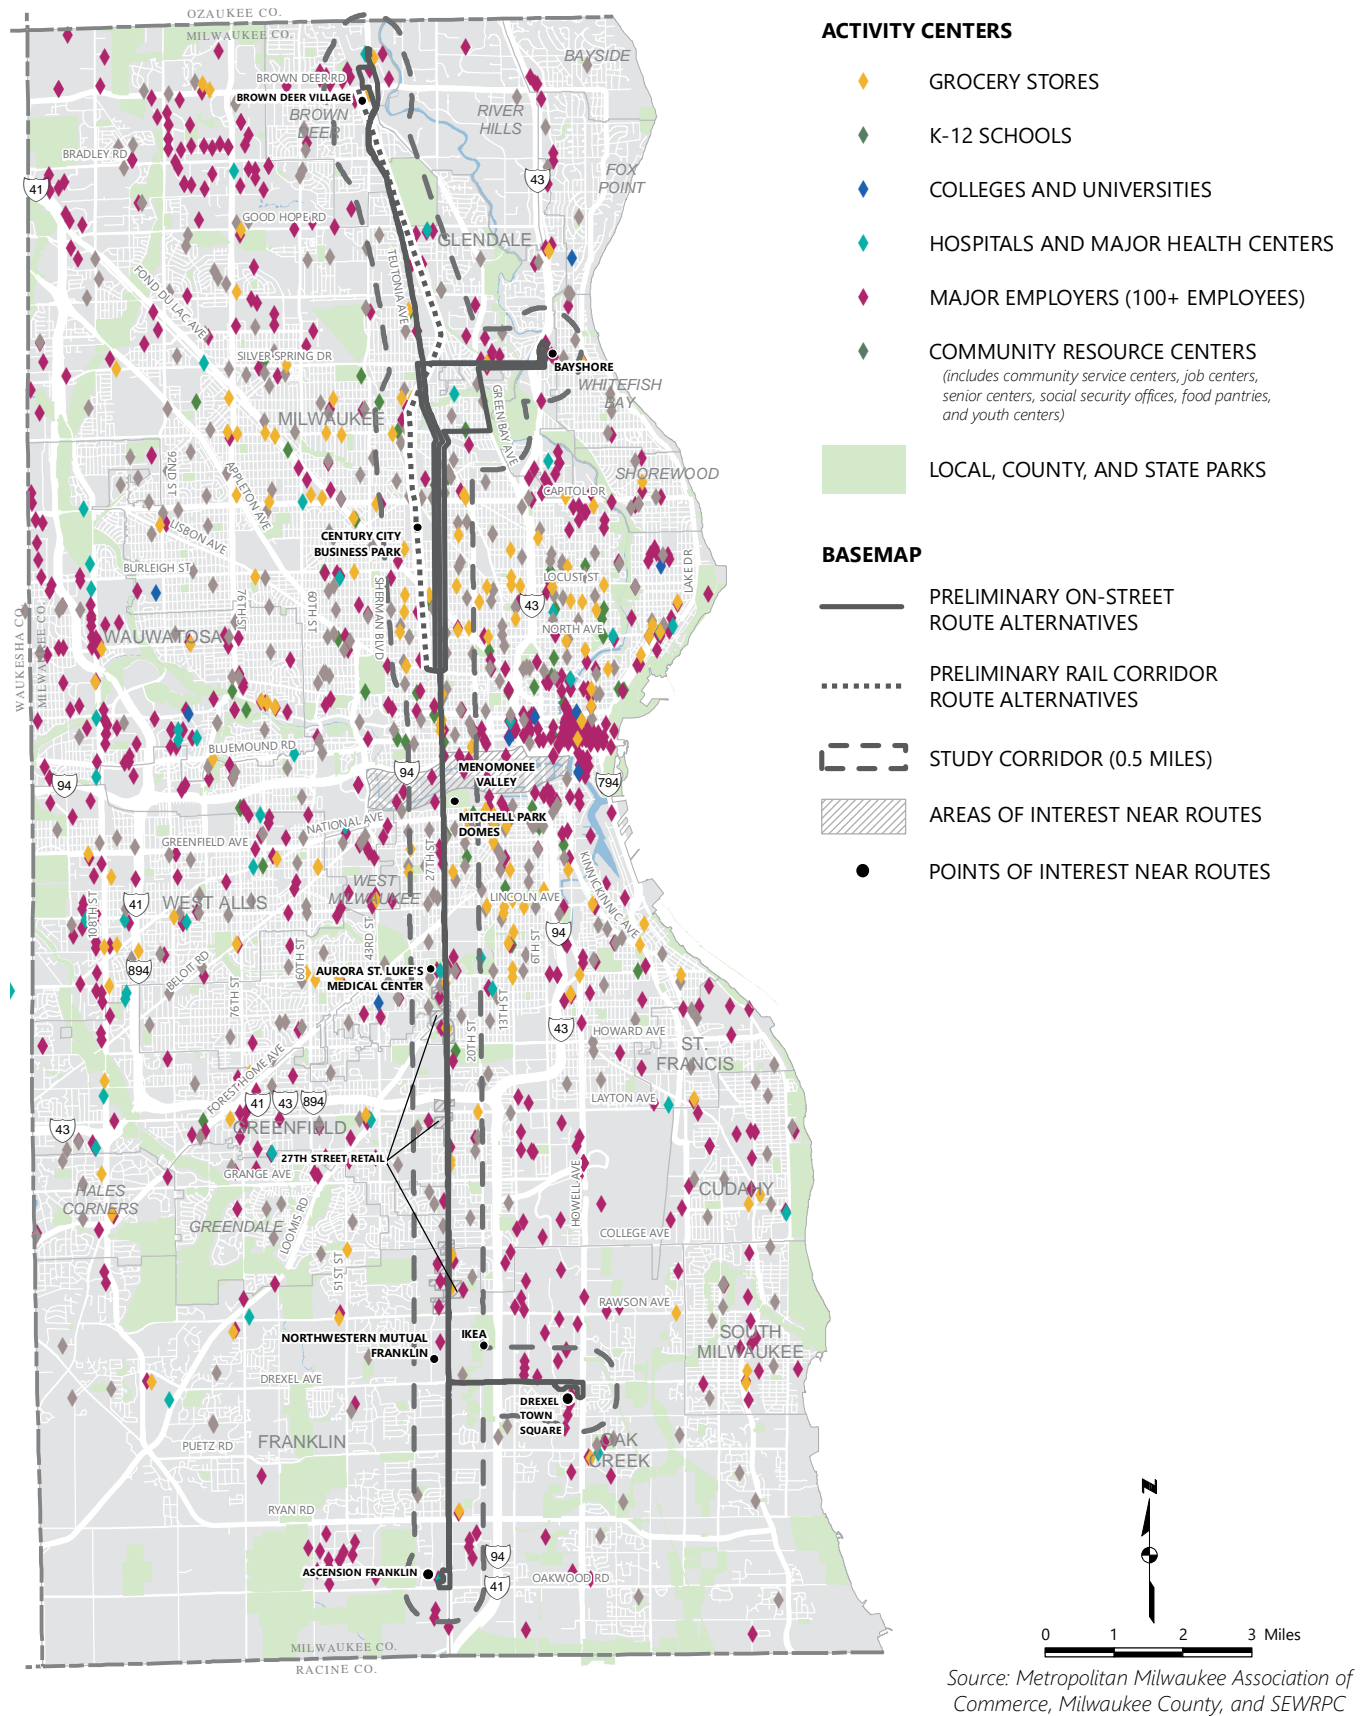 OZAUKEE CO.
MILWAUKEE CO.
BAYSIDE
BROWN DEER RD
BROWN DEER VILLAGE
BROWN
DEER
RIVER
HILLS
BRADLEY RD
FOX
POINT
41
43
GOOD HOPE RD
GLENDALE
TEUTONIA AVE
FOND DU LAC AVE
SILVER SPRING DR
BAYSHORE
WHITEFISH
BAY
GREEN BAY AVE
MILWAUKEE
92ND ST
APPLETON AVE
SHOREWOOD
CAPITOL DR
LISBON AVE
CENTURY CITY
BUSINESS PARK
BURLEIGH ST
LOCUST ST
LAKE DR
76TH ST
60TH ST
SHERMAN BLVD
43
NORTH AVE
WAUKESHA CO.
MILWAUKEE CO.
WAUWATOSA
BLUEMOUND RD
94
94
MENOMONEE
VALLEY
794
MITCHELL PARK
DOMES
NATIONAL AVE
GREENFIELD AVE
27TH ST
KINNICKINNIC AVE
WEST
MILWAUKEE
LINCOLN AVE
108TH ST
41
WEST ALLIS
43RD ST
94
6TH ST
894
BELOIT RD
60TH ST
AURORA ST. LUKE'S
MEDICAL CENTER
76TH ST
13TH ST
20TH ST
43
HOWARD AVE
ST.
FRANCIS
FOREST HOME AVE
41
43
894
LAYTON AVE
43
GREENFIELD
27TH STREET RETAIL
GRANGE AVE
HOWELL AVE
HALES
CORNERS
CUDAHY
GREENDALE
LOOMIS RD
COLLEGE AVE
51ST ST
RAWSON AVE
NORTHWESTERN MUTUAL
FRANKLIN
IKEA
SOUTH
MILWAUKEE
DREXEL AVE
DREXEL
TOWN
SQUARE
PUETZ RD
FRANKLIN
OAK
CREEK
RYAN RD
94
41
ASCENSION FRANKLIN
OAKWOOD RD
MILWAUKEE CO.
RACINE CO.
ACTIVITY CENTERS
GROCERY STORES
K-12 SCHOOLS
COLLEGES AND UNIVERSITIES
HOSPITALS AND MAJOR HEALTH CENTERS
MAJOR EMPLOYERS (100+ EMPLOYEES)
COMMUNITY RESOURCE CENTERS
(includes community service centers, job centers,
senior centers, social security offices, food pantries,
and youth centers)
LOCAL, COUNTY, AND STATE PARKS
BASEMAP
PRELIMINARY ON-STREET
ROUTE ALTERNATIVES
PRELIMINARY RAIL CORRIDOR
ROUTE ALTERNATIVES
STUDY CORRIDOR (0.5 MILES)
AREAS OF INTEREST NEAR ROUTES
POINTS OF INTEREST NEAR ROUTES
N
0 1 2 3 Miles
Source: Metropolitan Milwaukee Association of
Commerce, Milwaukee County, and SEWRPC